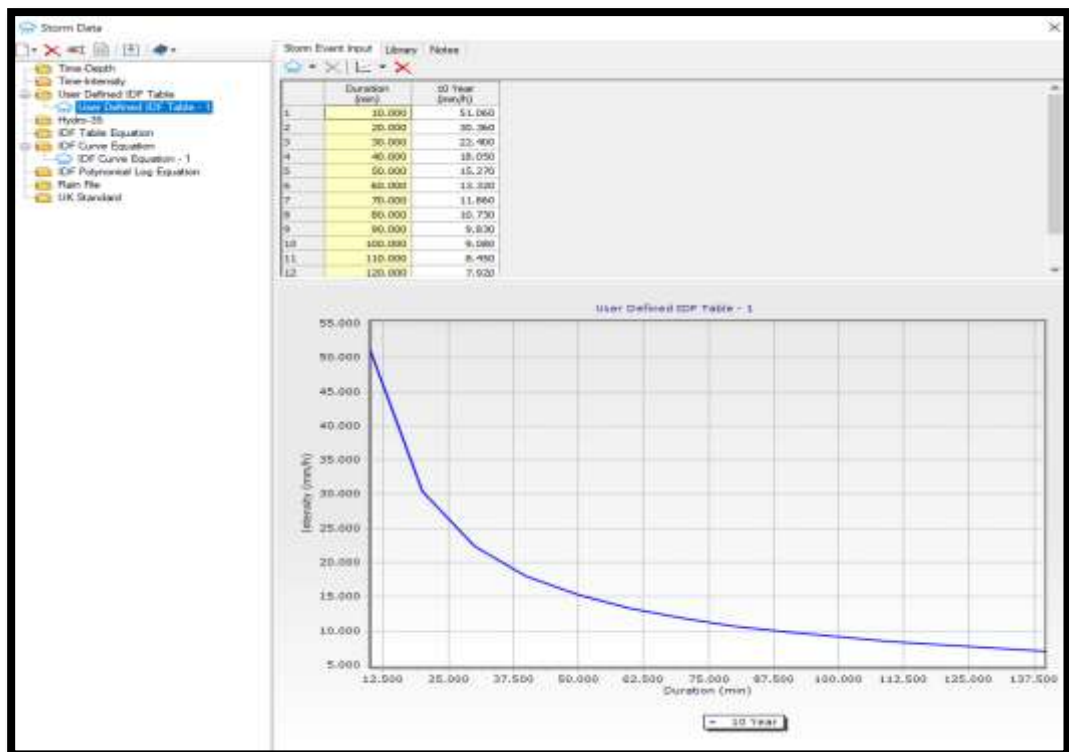 Storm Data
Time-Depth
Time-Intensity
User Defined IDF Table
User Defined IDF Table - 1
Hydro-35
IDF Table Equation
IDF Curve Equation
IDF Curve Equation - 1
IDF Polynomial Log Equation
Rain File
UK Standard
Storm Event Input Library Notes
Duration (min) 10 Year (mm/h)
1 10.000 51.060
2 20.000 30.360
3 30.000 22.400
4 40.000 18.050
5 50.000 15.270
6 60.000 13.320
7 70.000 11.860
8 80.000 10.730
9 90.000 9.830
10 100.000 9.080
11 110.000 8.450
12 120.000 7.920
User Defined IDF Table - 1
55.000
50.000
45.000
40.000
35.000
30.000
25.000
20.000
15.000
10.000
5.000
Intensity (mm/h)
12.500 25.000 37.500 50.000 62.500 75.000 87.500 100.000 112.500 125.000 137.500
Duration (min)
10 Year